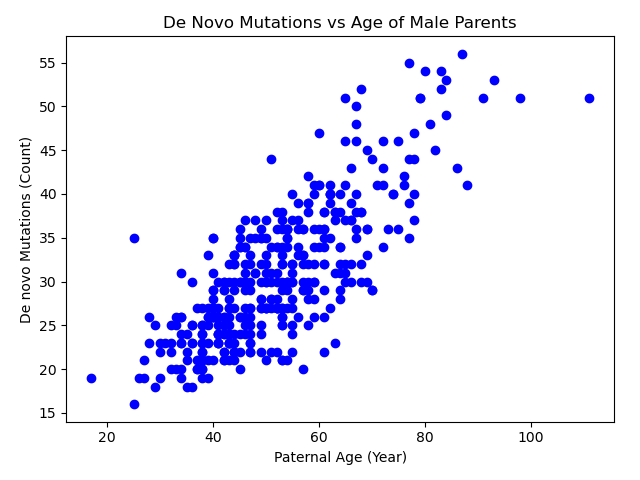 De Novo Mutations vs Age of Male Parents
De novo Mutations (Count)
55
50
45
40
35
30
25
20
15
20 40 60 80 100
Paternal Age (Year)